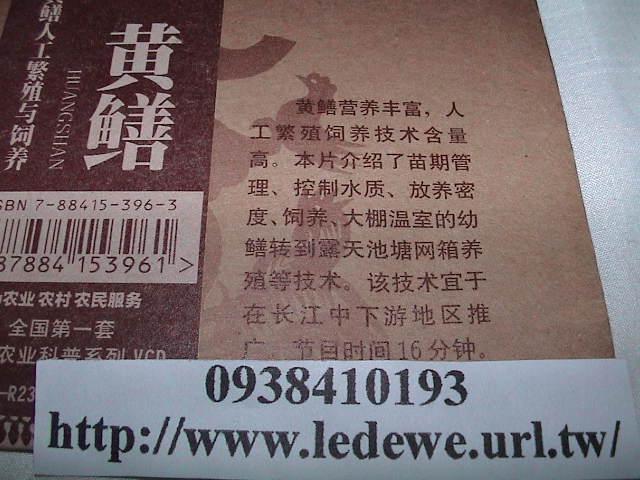 鳝人工繁殖与饲养
黄鳝
HUANGSHAN
ISBN 7-88415-396-3
87884 153961 >
农业 农村 农民服务
全国第一套
农业科普系列 VCD
-R23
黄鳝营养丰富，人
工繁殖饲养技术含量
高。本片介绍了苗期管
理、控制水质、放养密
度、饲养、大棚温室的幼
鳝转到露天池塘网箱养
殖等技术。该技术宜于
在长江中下游地区推
广。节目时间16分钟。
0938410193
http://www.ledewe.url.tw/